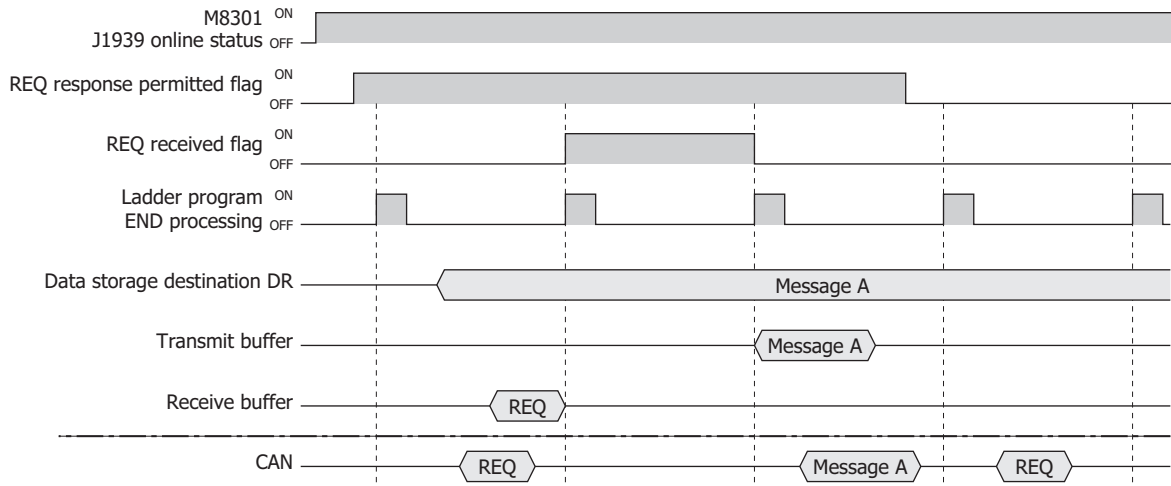 M8301 ON
J1939 online status OFF
REQ response permitted flag ON
OFF
REQ received flag ON
OFF
Ladder program ON
END processing OFF
Data storage destination DR Message A
Transmit buffer Message A
Receive buffer REQ
CAN REQ Message A REQ